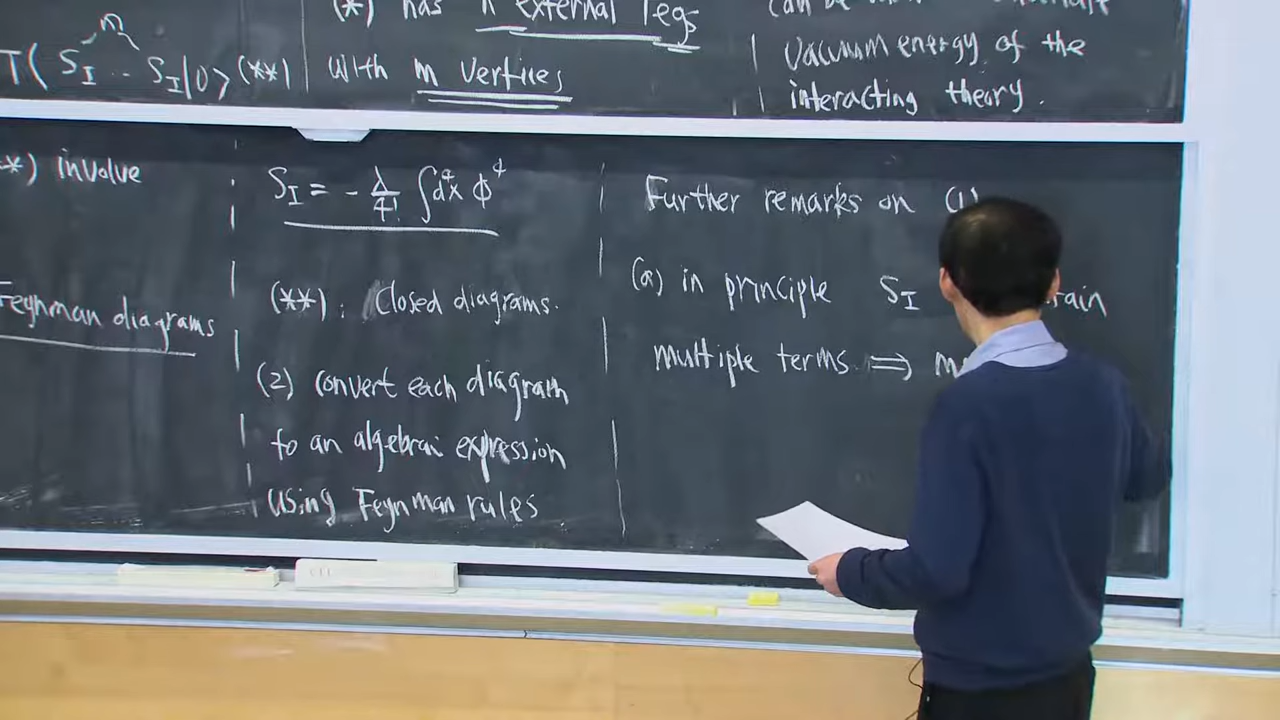 m
T( S_I .. S_I|0> (**)
(*) has n external legs
with m vertices
Vacuum energy of the
interacting theory.
**) involve
Feynman diagrams
S_I = - λ/4! ∫d⁴x φ⁴
(**): Closed diagrams.
(2) convert each diagram
to an algebraic expression
Using Feynman rules
Further remarks on (1)
(a) in principle S_I
multiple terms ⇒